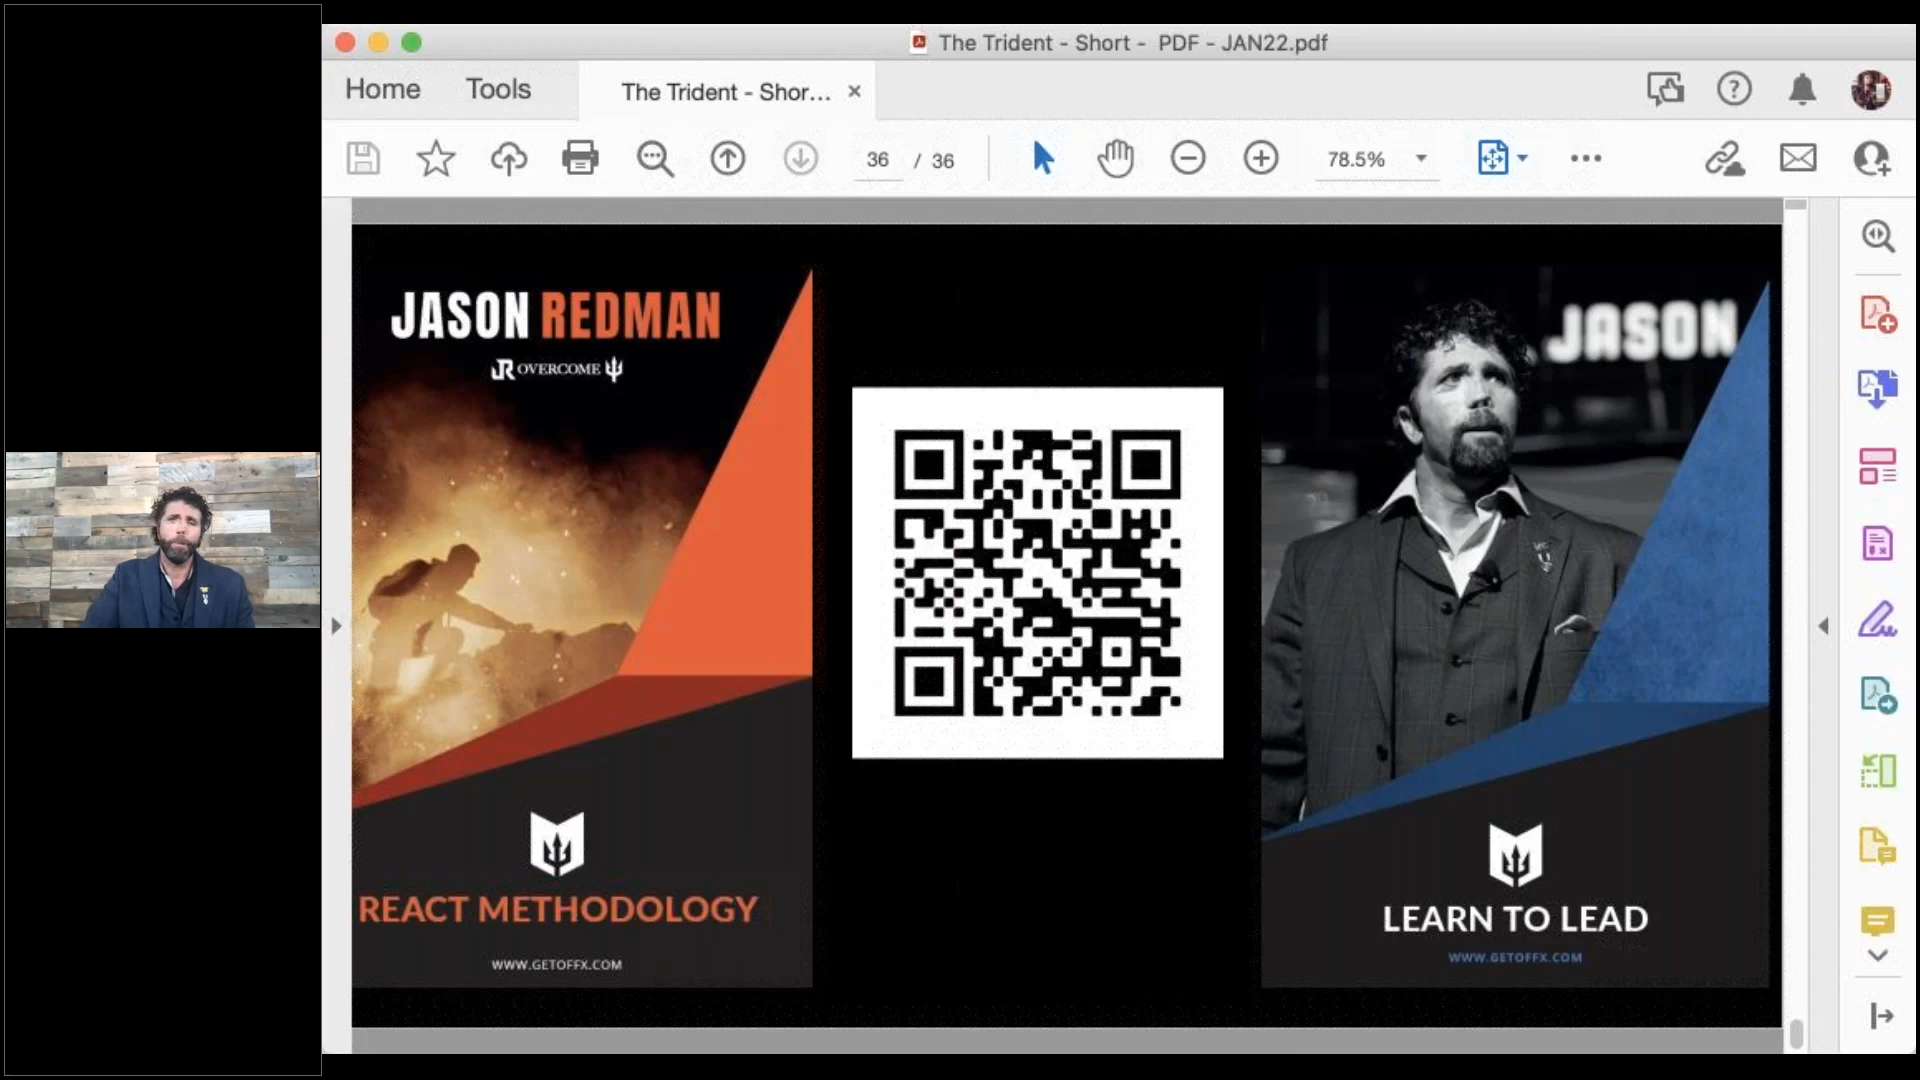 The Trident - Short - PDF - JAN22.pdf
Home
Tools
The Trident - Shor...
36 / 36
78.5%
JASON REDMAN
JR OVERCOME
REACT METHODOLOGY
WWW.GETOFFX.COM
JASON
LEARN TO LEAD
WWW.GETOFFX.COM